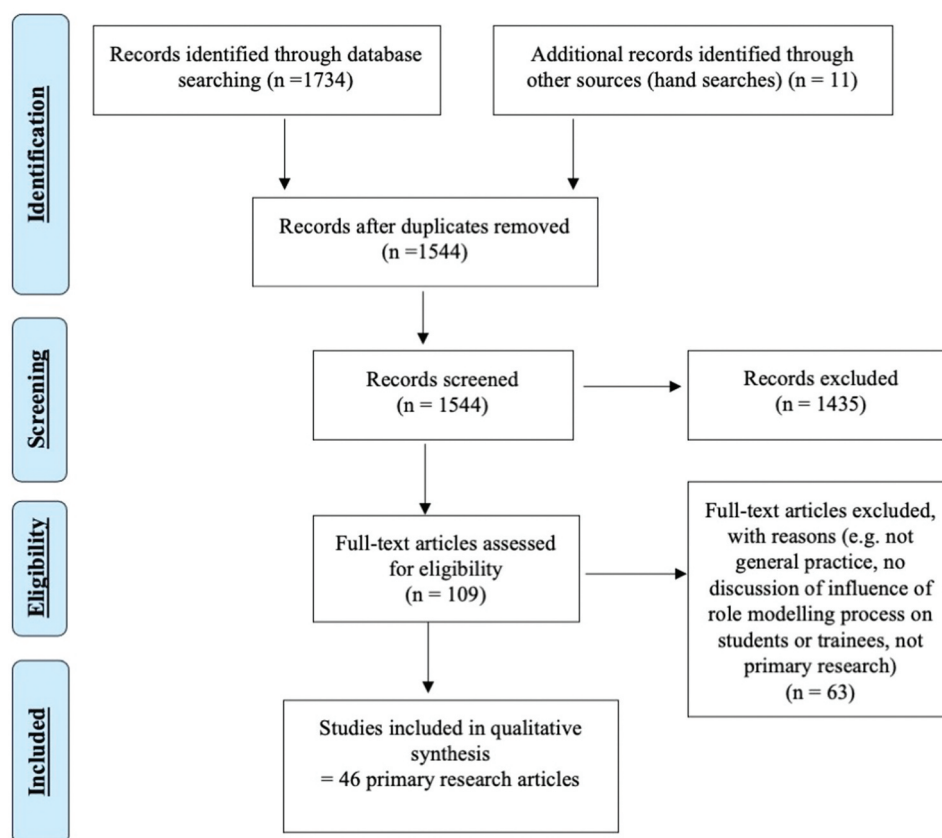 Identification
Records identified through database
searching (n =1734)
Additional records identified through
other sources (hand searches) (n = 11)
Records after duplicates removed
(n =1544)
Screening
Records screened
(n = 1544)
Records excluded
(n = 1435)
Eligibility
Full-text articles assessed
for eligibility
(n = 109)
Full-text articles excluded,
with reasons (e.g. not
general practice, no
discussion of influence of
role modelling process on
students or trainees, not
primary research)
(n = 63)
Included
Studies included in qualitative
synthesis
= 46 primary research articles